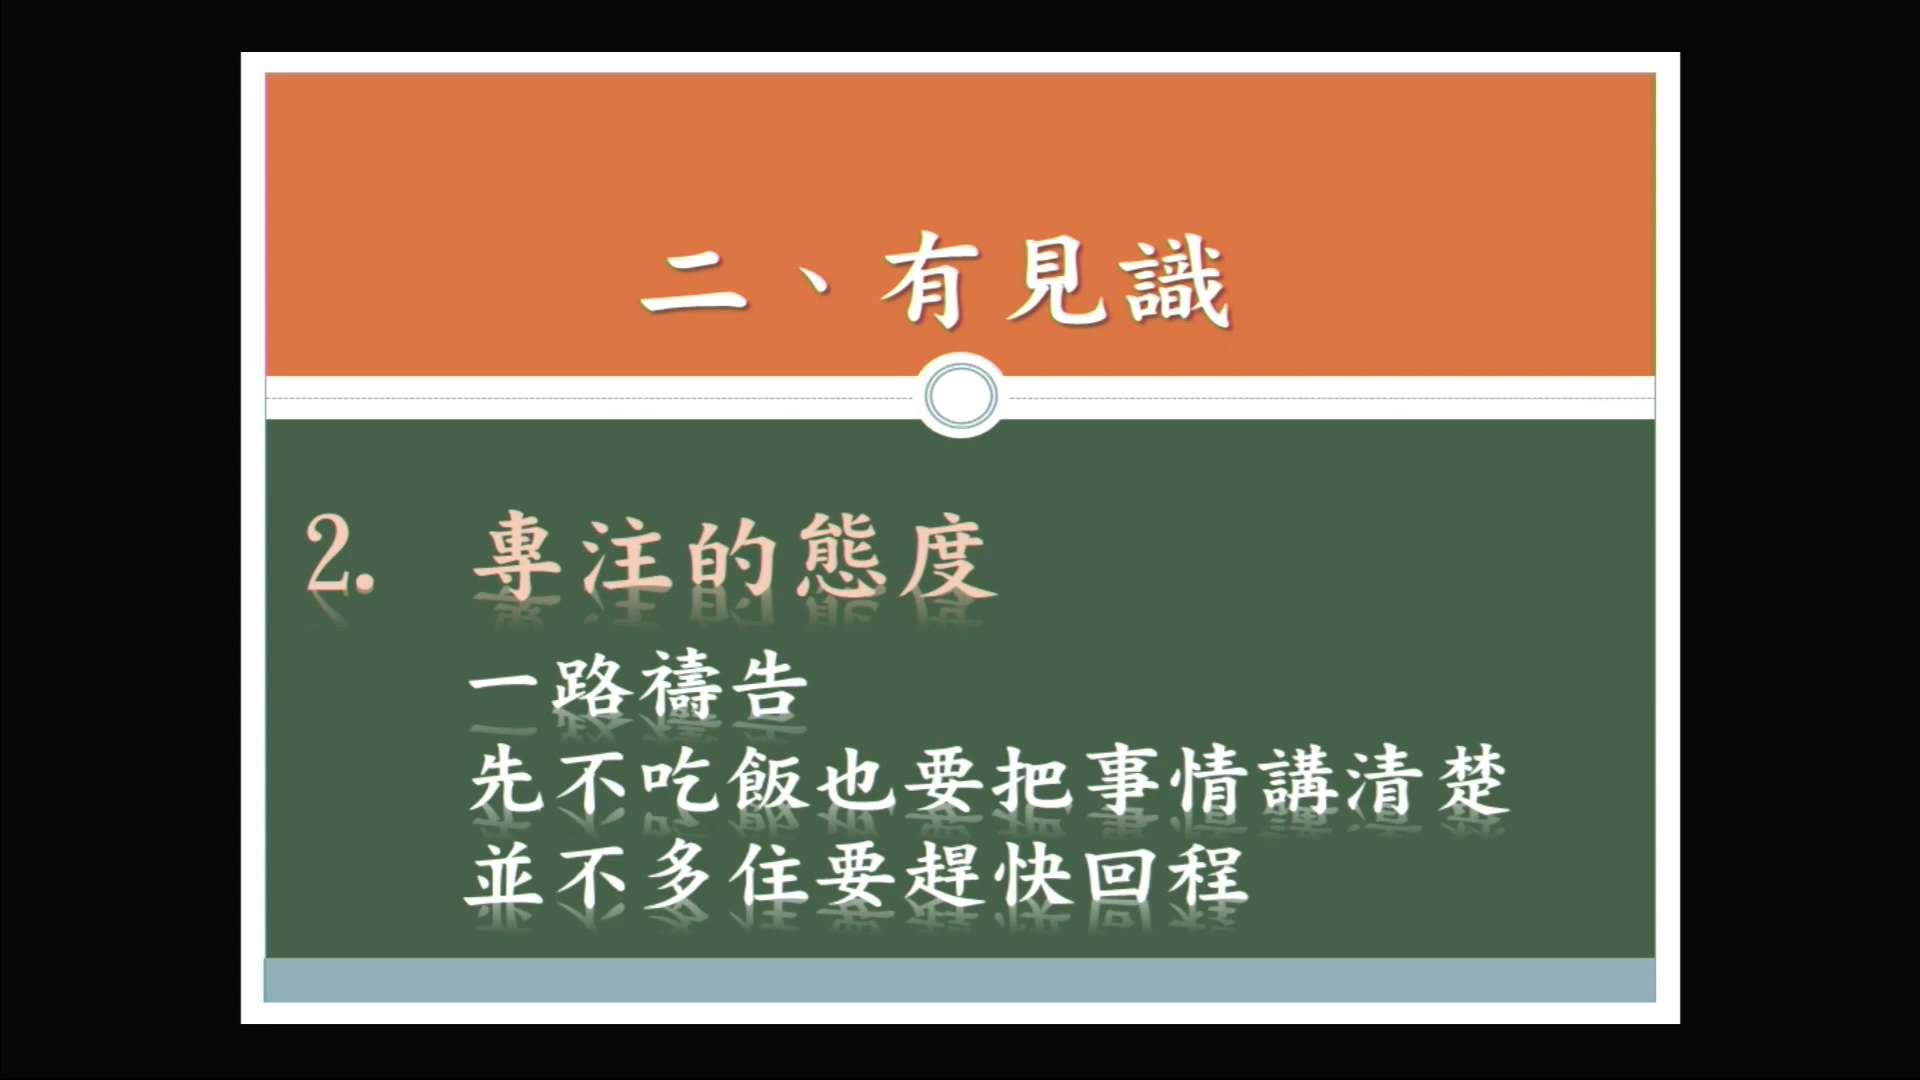 二、有見識
2. 專注的態度
一路禱告
先不吃飯也要把事情講清楚
並不多住要趕快回程